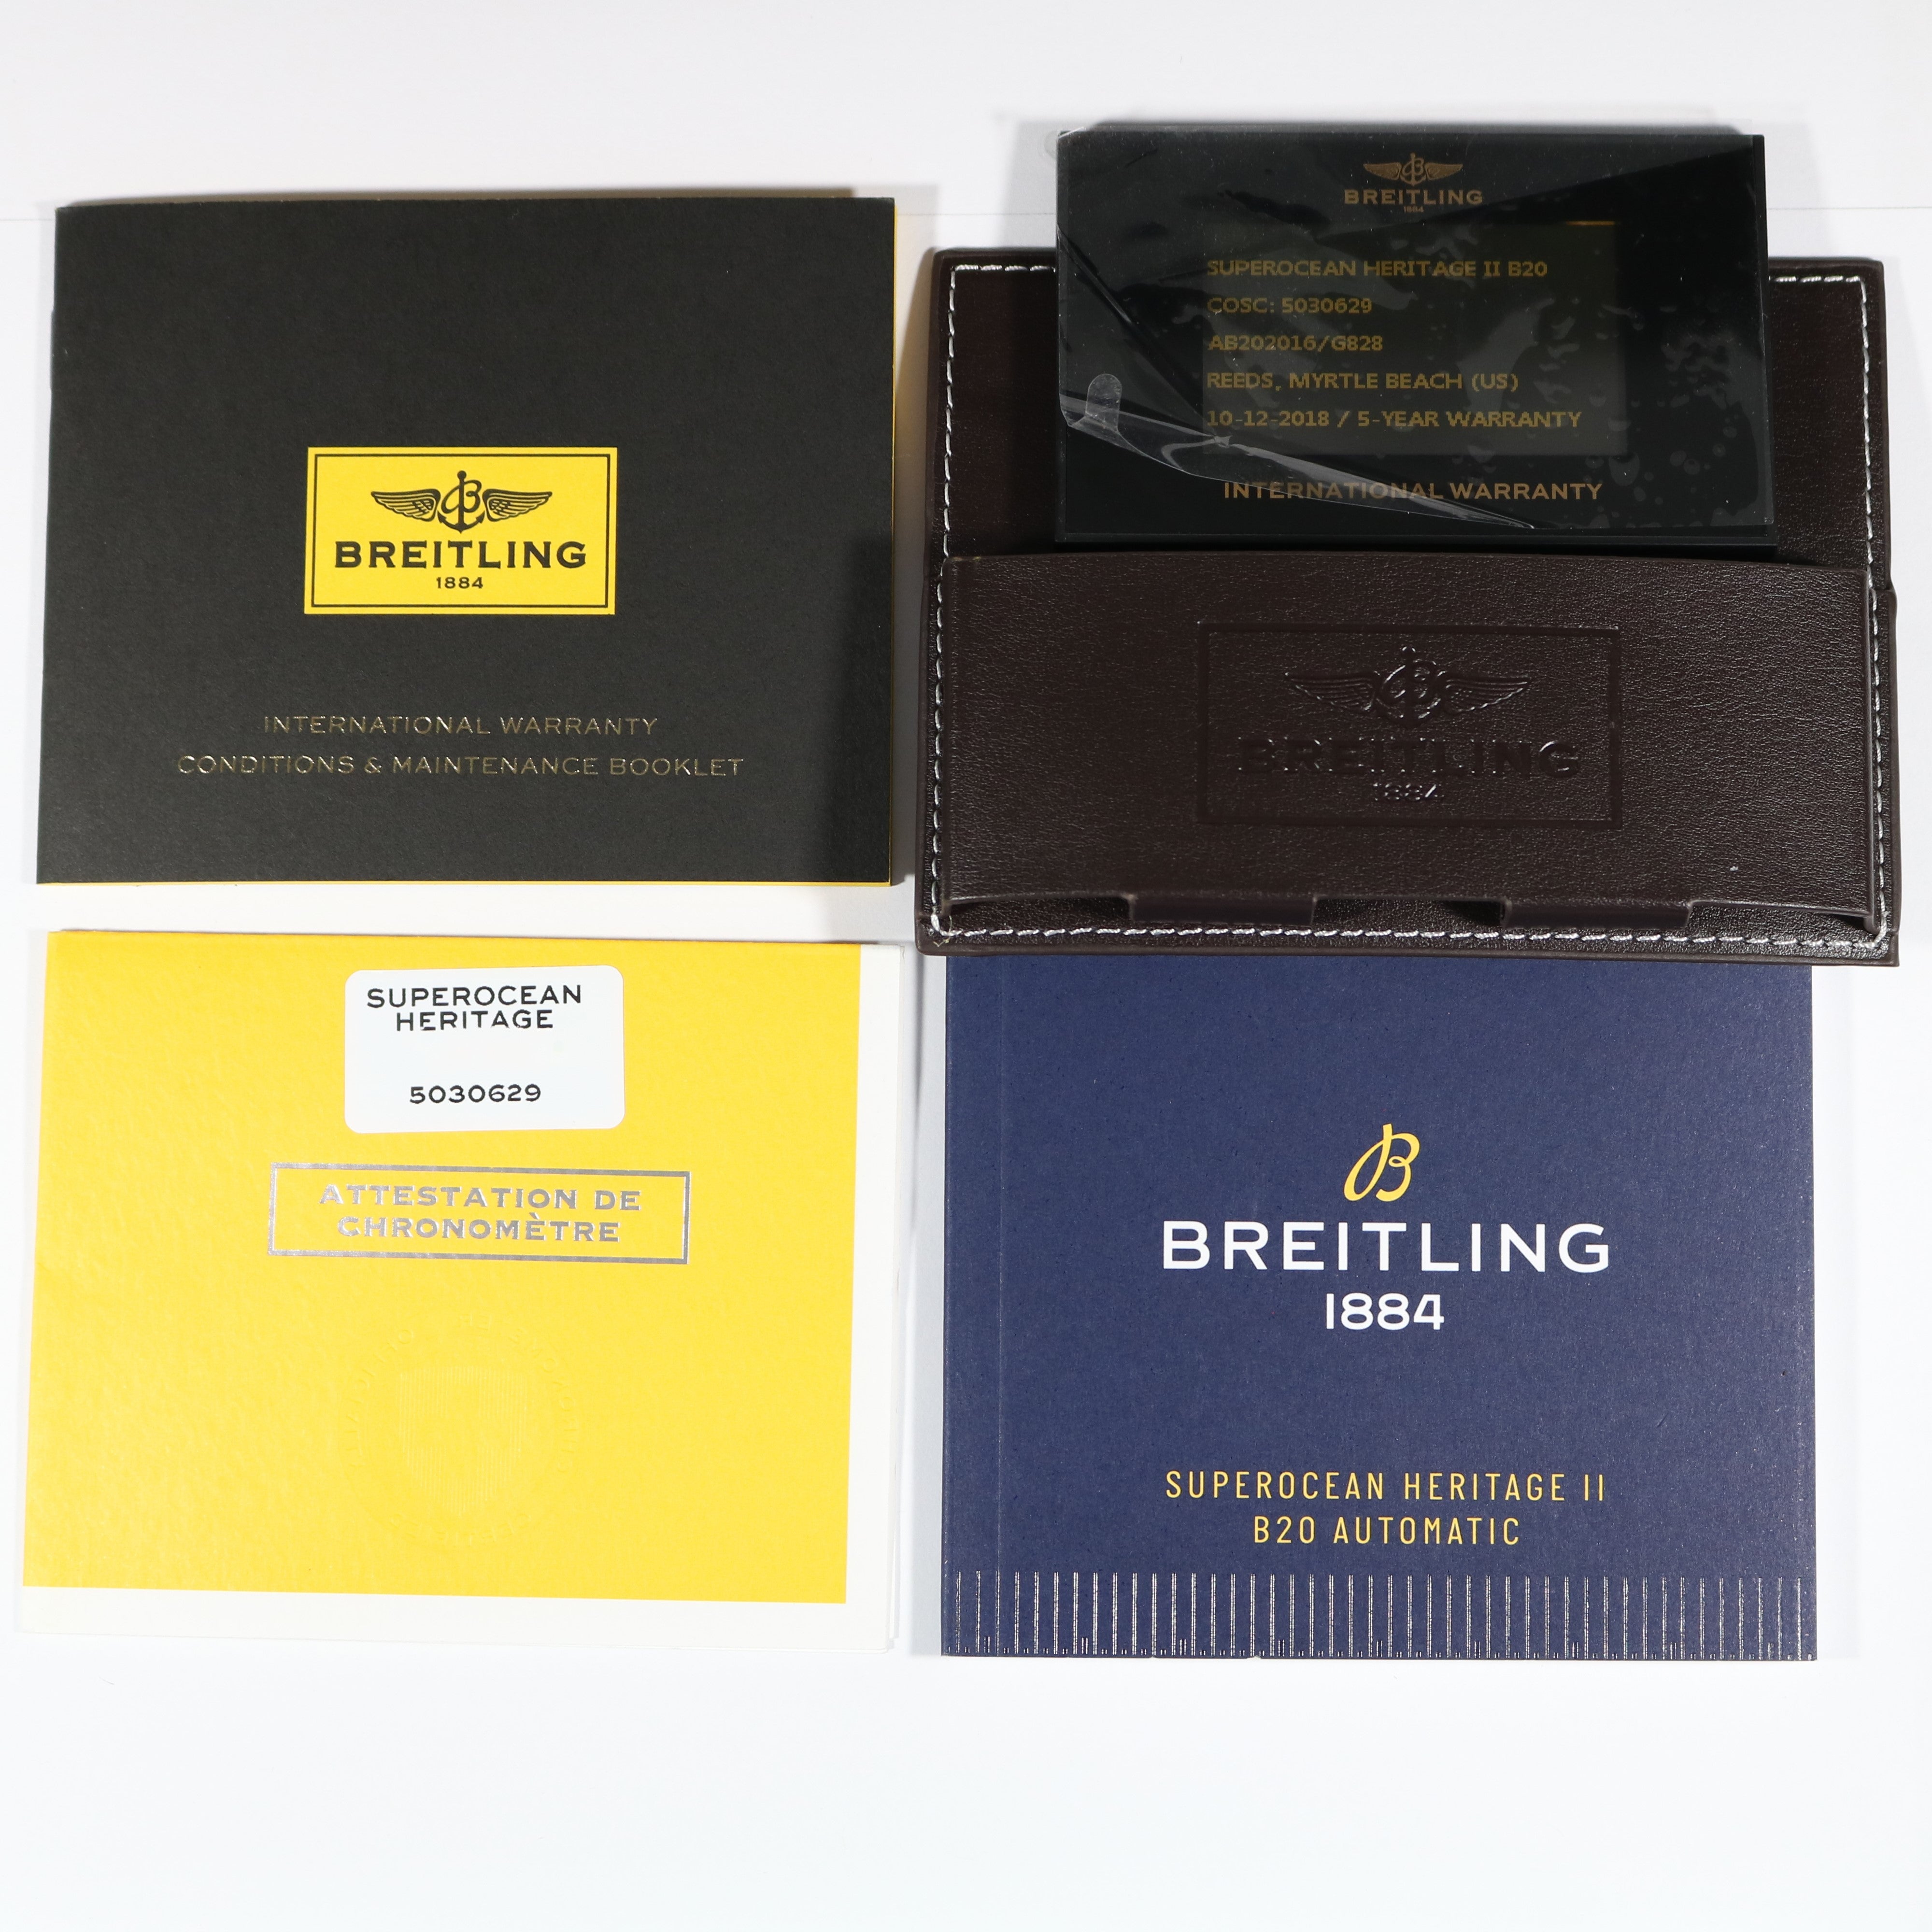 B
BREITLING
1884
INTERNATIONAL WARRANTY
CONDITIONS & MAINTENANCE BOOKLET
B
BREITLING
1884
SUPEROCEAN HERITAGE II B20
COSC: 5030629
AB202016/G828
REEDS, MYRTLE BEACH (US)
10-12-2018 / 5-YEAR WARRANTY
INTERNATIONAL WARRANTY
B
BREITLING
1884
SUPEROCEAN
HERITAGE
5030629
ATTESTATION DE
CHRONOMÈTRE
B
BREITLING
1884
SUPEROCEAN HERITAGE II
B20 AUTOMATIC